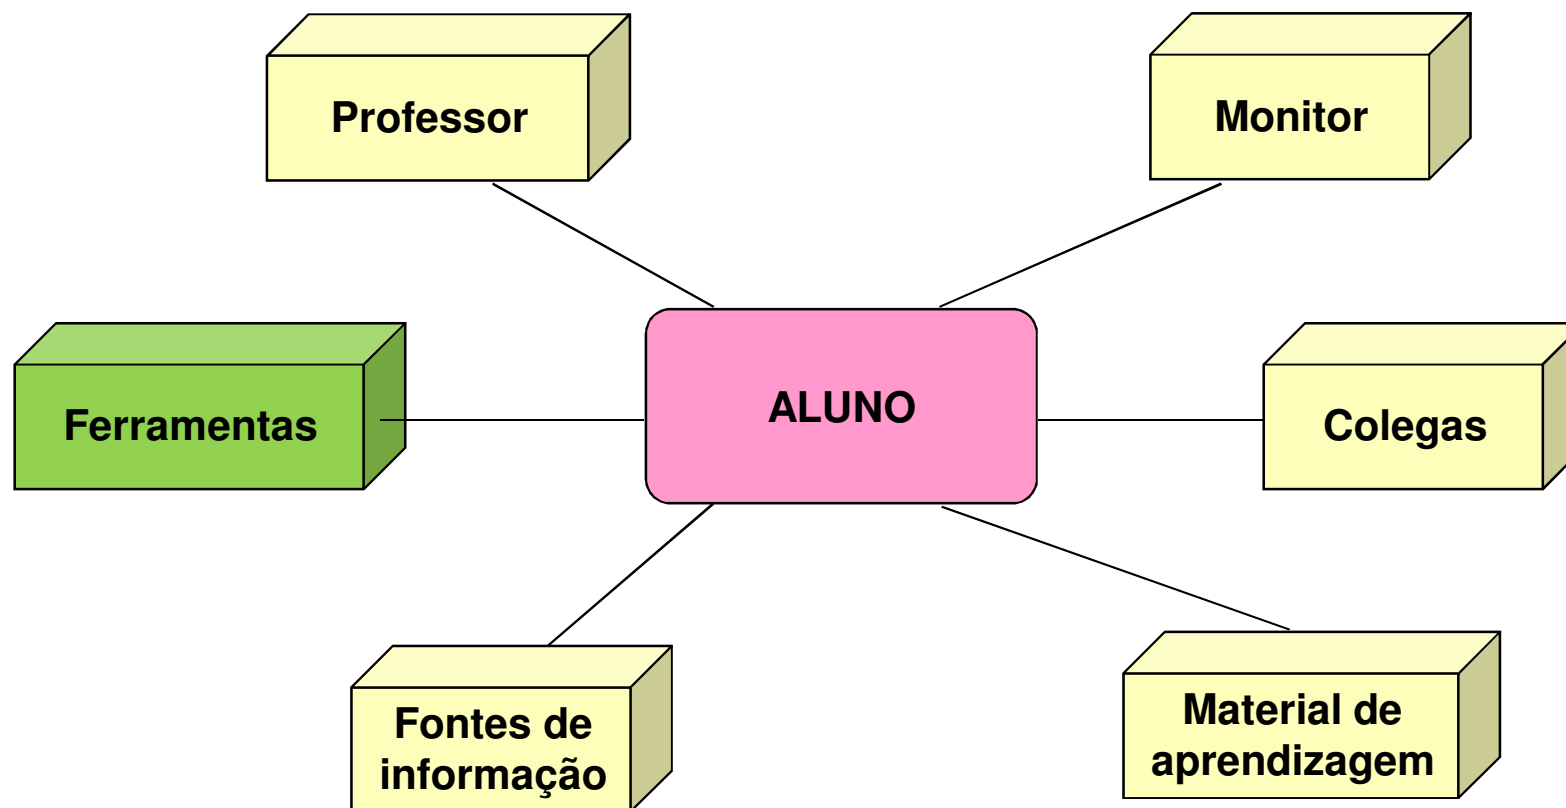 Professor
Monitor
Ferramentas
ALUNO
Colegas
Fontes de
informação
Material de
aprendizagem